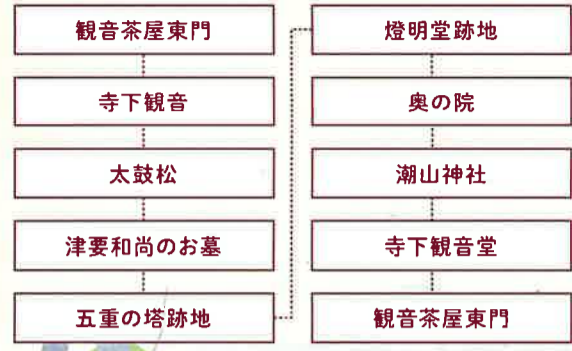 観音茶屋東門
寺下観音
太鼓松
津要和尚のお墓
五重の塔跡地
燈明堂跡地
奥の院
潮山神社
寺下観音堂
観音茶屋東門